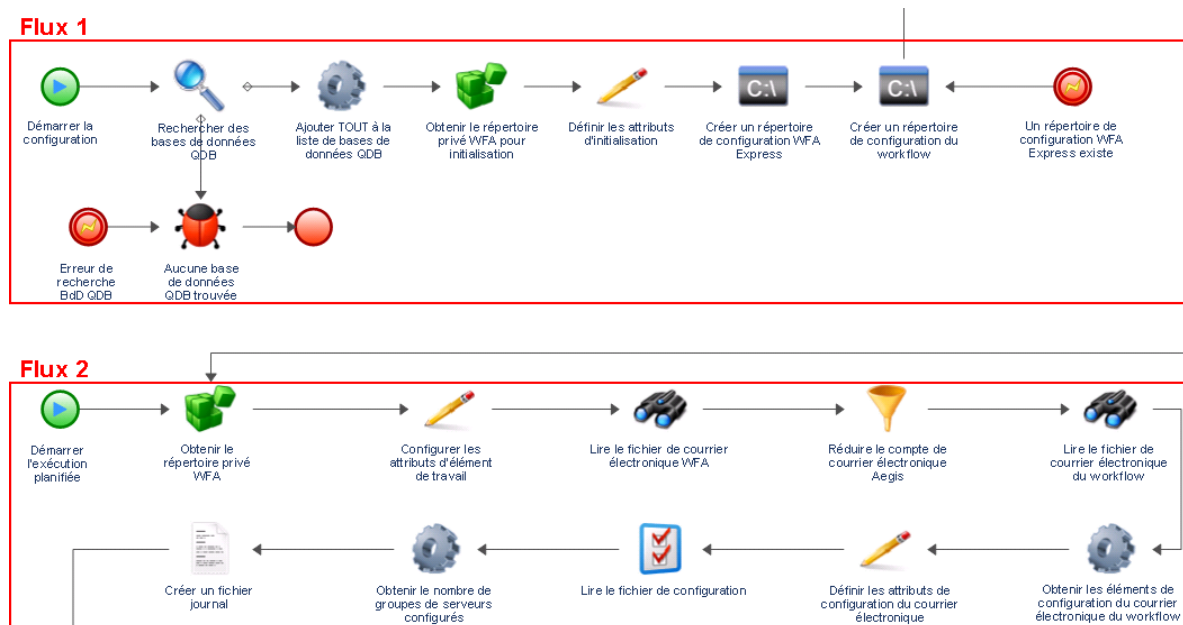 Flux 1
Démarrer la
configuration
Rechercher des
bases de données
QDB
Ajouter TOUT à la
liste de bases de
données QDB
Obtenir le répertoire
privé WFA pour
initialisation
Définir les attributs
d'initialisation
C:\
Créer un répertoire
de configuration WFA
Express
C:\
Créer un répertoire
de configuration du
workflow
Un répertoire de
configuration WFA
Express existe
Erreur de
recherche
BdD QDB
Aucune base
de données
QDB trouvée
Flux 2
Démarrer
l'exécution
planifiée
Obtenir le
répertoire privé
WFA
Configurer les
attributs d'élément
de travail
Lire le fichier de courrier
électronique WFA
Réduire le compte de
courrier électronique
Aegis
Lire le fichier de
courrier électronique
du workflow
Créer un fichier
journal
Obtenir le nombre de
groupes de serveurs
configurés
Lire le fichier de configuration
Définir les attributs de
configuration du courrier
électronique
Obtenir les éléments de
configuration du courrier
électronique du workflow